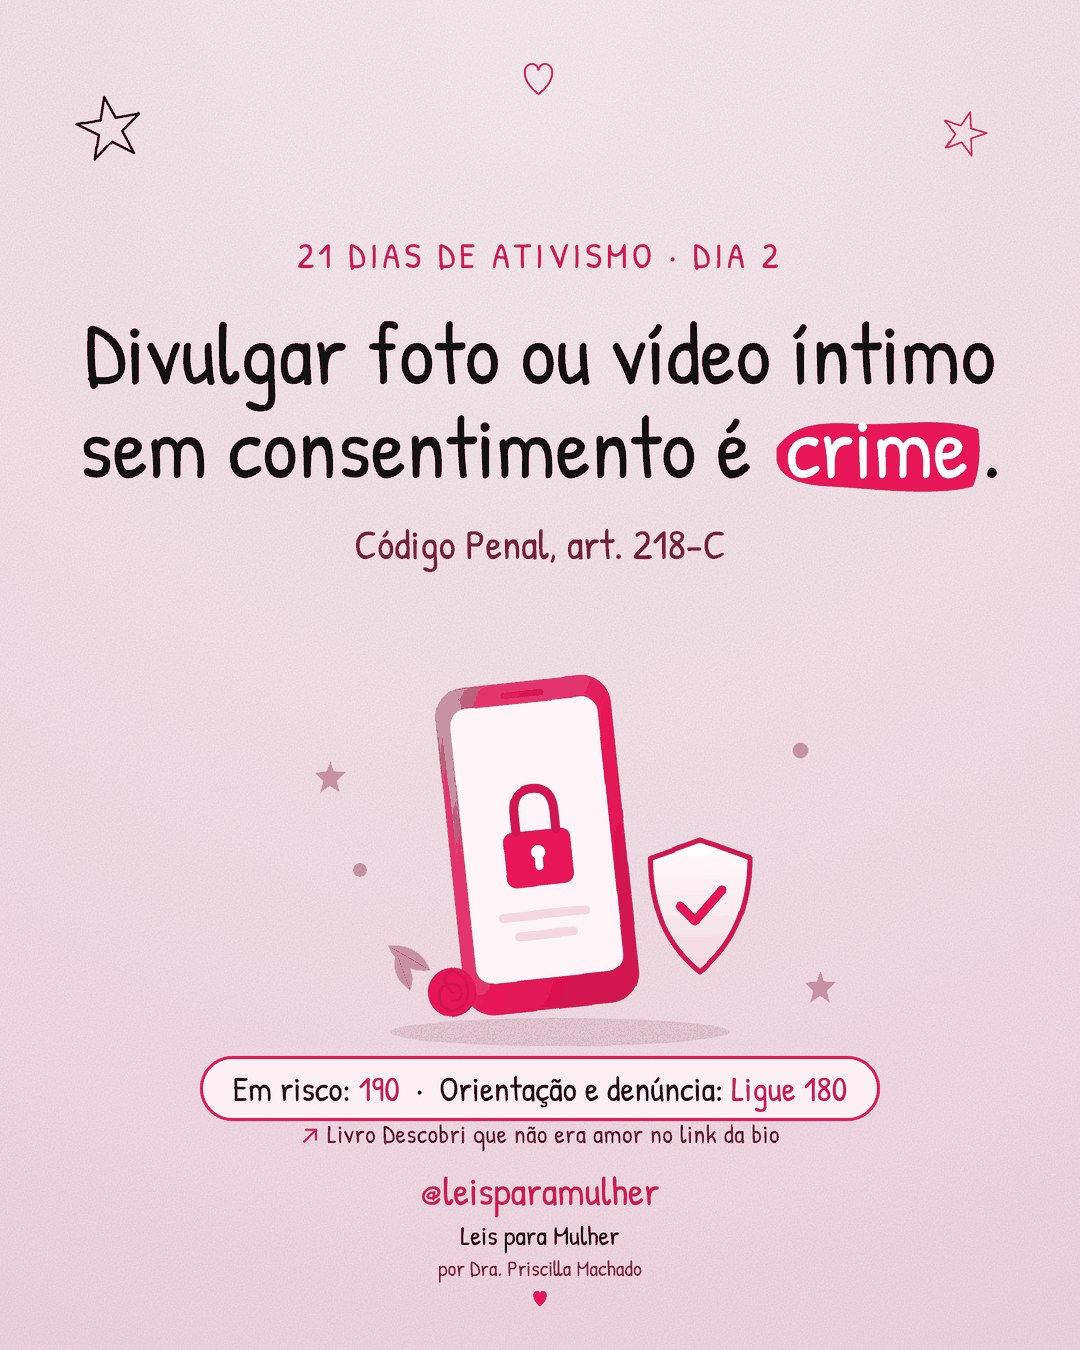 21 DIAS DE ATIVISMO · DIA 2
Divulgar foto ou vídeo íntimo
sem consentimento é crime.
Código Penal, art. 218-C
Em risco: 190 · Orientação e denúncia: Ligue 180
↗ Livro Descobri que não era amor no link da bio
@leisparamulher
Leis para Mulher
por Dra. Priscilla Machado